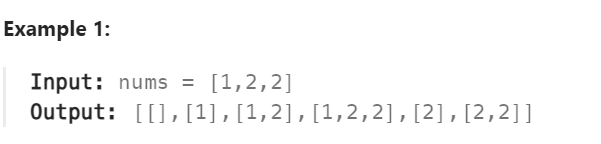 Example 1:
Input: nums = [1,2,2]
Output: [[],[1],[1,2],[1,2,2],[2],[2,2]]